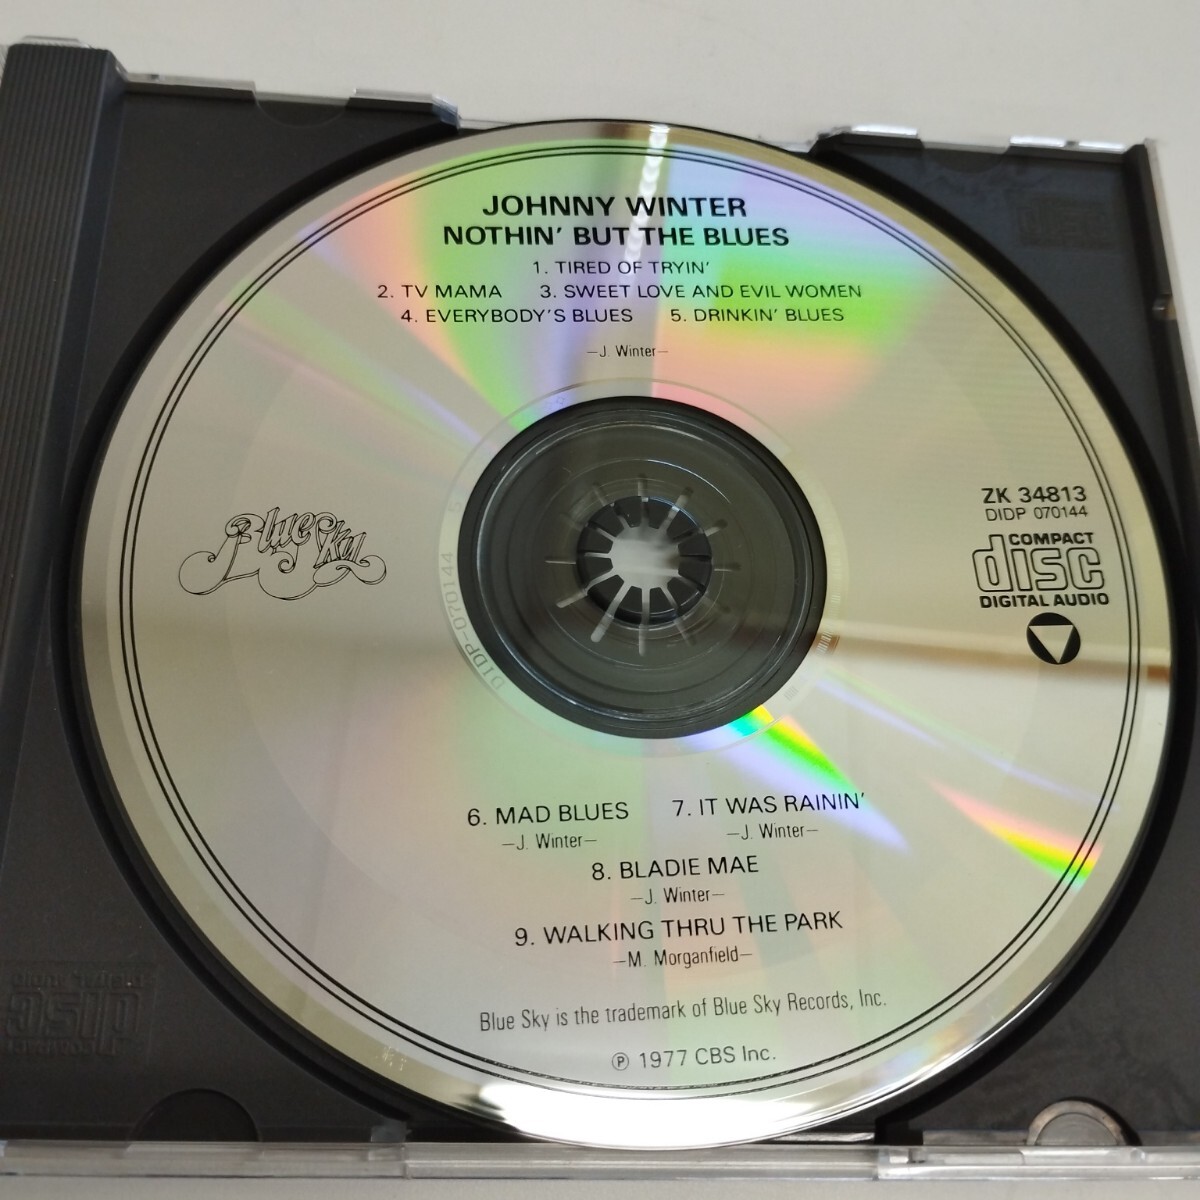 JOHNNY WINTER
NOTHIN' BUT THE BLUES
1. TIRED OF TRYIN'
2. TV MAMA 3. SWEET LOVE AND EVIL WOMEN
4. EVERYBODY'S BLUES 5. DRINKIN' BLUES
—J. Winter—
Blue Sky
ZK 34813
DIDP 070144
COMPACT
disc
DIGITAL AUDIO
DIDP-070144 5
6. MAD BLUES 7. IT WAS RAININ'
—J. Winter— —J. Winter—
8. BLADIE MAE
—J. Winter—
9. WALKING THRU THE PARK
—M. Morganfield—
Blue Sky is the trademark of Blue Sky Records, Inc.
℗ 1977 CBS Inc.